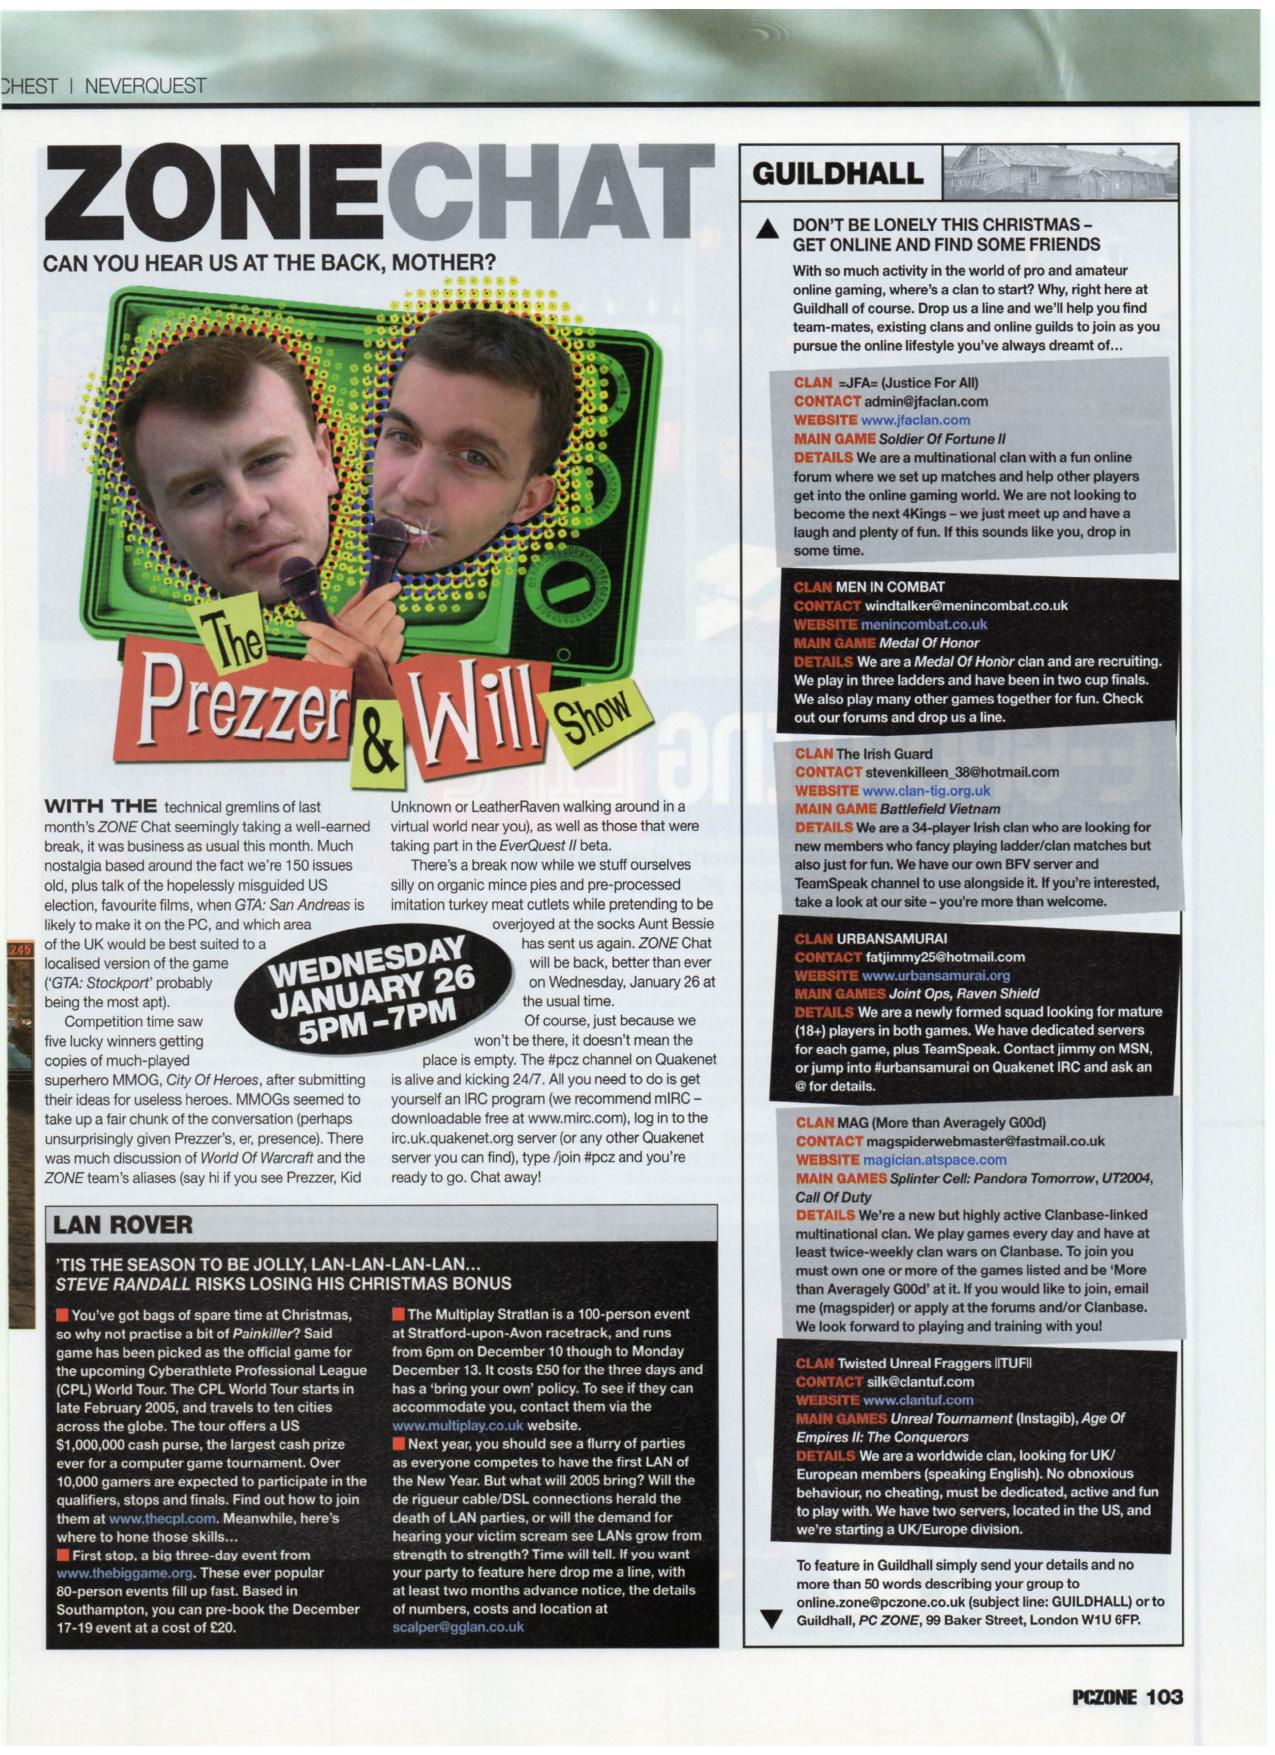 CHEST | NEVERQUEST
ZONECHAT
CAN YOU HEAR US AT THE BACK, MOTHER?
The
Prezzer
&
Will
Show
WITH THE technical gremlins of last
month's ZONE Chat seemingly taking a well-earned
break, it was business as usual this month. Much
nostalgia based around the fact we're 150 issues
old, plus talk of the hopelessly misguided US
election, favourite films, when GTA: San Andreas is
likely to make it on the PC, and which area
of the UK would be best suited to a
localised version of the game
('GTA: Stockport' probably
being the most apt).
Competition time saw
five lucky winners getting
copies of much-played
superhero MMOG, City Of Heroes, after submitting
their ideas for useless heroes. MMOGs seemed to
take up a fair chunk of the conversation (perhaps
unsurprisingly given Prezzer's, er, presence). There
was much discussion of World Of Warcraft and the
ZONE team's aliases (say hi if you see Prezzer, Kid
Unknown or LeatherRaven walking around in a
virtual world near you), as well as those that were
taking part in the EverQuest II beta.
There's a break now while we stuff ourselves
silly on organic mince pies and pre-processed
imitation turkey meat cutlets while pretending to be
overjoyed at the socks Aunt Bessie
has sent us again. ZONE Chat
will be back, better than ever
on Wednesday, January 26 at
the usual time.
Of course, just because we
won't be there, it doesn't mean the
place is empty. The #pcz channel on Quakenet
is alive and kicking 24/7. All you need to do is get
yourself an IRC program (we recommend mIRC –
downloadable free at www.mirc.com), log in to the
irc.uk.quakenet.org server (or any other Quakenet
server you can find), type /join #pcz and you're
ready to go. Chat away!
WEDNESDAY
JANUARY 26
5PM–7PM
LAN ROVER
'TIS THE SEASON TO BE JOLLY, LAN-LAN-LAN-LAN...
STEVE RANDALL RISKS LOSING HIS CHRISTMAS BONUS
You've got bags of spare time at Christmas,
so why not practise a bit of Painkiller? Said
game has been picked as the official game for
the upcoming Cyberathlete Professional League
(CPL) World Tour. The CPL World Tour starts in
late February 2005, and travels to ten cities
across the globe. The tour offers a US
$1,000,000 cash purse, the largest cash prize
ever for a computer game tournament. Over
10,000 gamers are expected to participate in the
qualifiers, stops and finals. Find out how to join
them at www.thecpl.com. Meanwhile, here's
where to hone those skills...
First stop, a big three-day event from
www.thebiggame.org. These ever popular
80-person events fill up fast. Based in
Southampton, you can pre-book the December
17-19 event at a cost of £20.
The Multiplay Stratlan is a 100-person event
at Stratford-upon-Avon racetrack, and runs
from 6pm on December 10 though to Monday
December 13. It costs £50 for the three days and
has a 'bring your own' policy. To see if they can
accommodate you, contact them via the
www.multiplay.co.uk website.
Next year, you should see a flurry of parties
as everyone competes to have the first LAN of
the New Year. But what will 2005 bring? Will the
de rigueur cable/DSL connections herald the
death of LAN parties, or will the demand for
hearing your victim scream see LANs grow from
strength to strength? Time will tell. If you want
your party to feature here drop me a line, with
at least two months advance notice, the details
of numbers, costs and location at
scalper@gglan.co.uk
GUILDHALL
DON'T BE LONELY THIS CHRISTMAS –
GET ONLINE AND FIND SOME FRIENDS
With so much activity in the world of pro and amateur
online gaming, where's a clan to start? Why, right here at
Guildhall of course. Drop us a line and we'll help you find
team-mates, existing clans and online guilds to join as you
pursue the online lifestyle you've always dreamt of...
CLAN =JFA= (Justice For All)
CONTACT admin@jfaclan.com
WEBSITE www.jfaclan.com
MAIN GAME Soldier Of Fortune II
DETAILS We are a multinational clan with a fun online
forum where we set up matches and help other players
get into the online gaming world. We are not looking to
become the next 4Kings – we just meet up and have a
laugh and plenty of fun. If this sounds like you, drop in
some time.
CLAN MEN IN COMBAT
CONTACT windtalker@menincombat.co.uk
WEBSITE menincombat.co.uk
MAIN GAME Medal Of Honor
DETAILS We are a Medal Of Honor clan and are recruiting.
We play in three ladders and have been in two cup finals.
We also play many other games together for fun. Check
out our forums and drop us a line.
CLAN The Irish Guard
CONTACT stevenkilleen_38@hotmail.com
WEBSITE www.clan-tig.org.uk
MAIN GAME Battlefield Vietnam
DETAILS We are a 34-player Irish clan who are looking for
new members who fancy playing ladder/clan matches but
also just for fun. We have our own BFV server and
TeamSpeak channel to use alongside it. If you're interested,
take a look at our site – you're more than welcome.
CLAN URBANSAMURAI
CONTACT fatjimmy25@hotmail.com
WEBSITE www.urbansamurai.org
MAIN GAMES Joint Ops, Raven Shield
DETAILS We are a newly formed squad looking for mature
(18+) players in both games. We have dedicated servers
for each game, plus TeamSpeak. Contact jimmy on MSN,
or jump into #urbansamurai on Quakenet IRC and ask an
@ for details.
CLAN MAG (More than Averagely G00d)
CONTACT magspiderwebmaster@fastmail.co.uk
WEBSITE magician.atspace.com
MAIN GAMES Splinter Cell: Pandora Tomorrow, UT2004,
Call Of Duty
DETAILS We're a new but highly active Clanbase-linked
multinational clan. We play games every day and have at
least twice-weekly clan wars on Clanbase. To join you
must own one or more of the games listed and be 'More
than Averagely G00d' at it. If you would like to join, email
me (magspider) or apply at the forums and/or Clanbase.
We look forward to playing and training with you!
CLAN Twisted Unreal Fraggers ||TUF||
CONTACT silk@clantuf.com
WEBSITE www.clantuf.com
MAIN GAMES Unreal Tournament (Instagib), Age Of
Empires II: The Conquerors
DETAILS We are a worldwide clan, looking for UK/
European members (speaking English). No obnoxious
behaviour, no cheating, must be dedicated, active and fun
to play with. We have two servers, located in the US, and
we're starting a UK/Europe division.
To feature in Guildhall simply send your details and no
more than 50 words describing your group to
online.zone@pczone.co.uk (subject line: GUILDHALL) or to
Guildhall, PC ZONE, 99 Baker Street, London W1U 6FP.
245
PCZONE 103